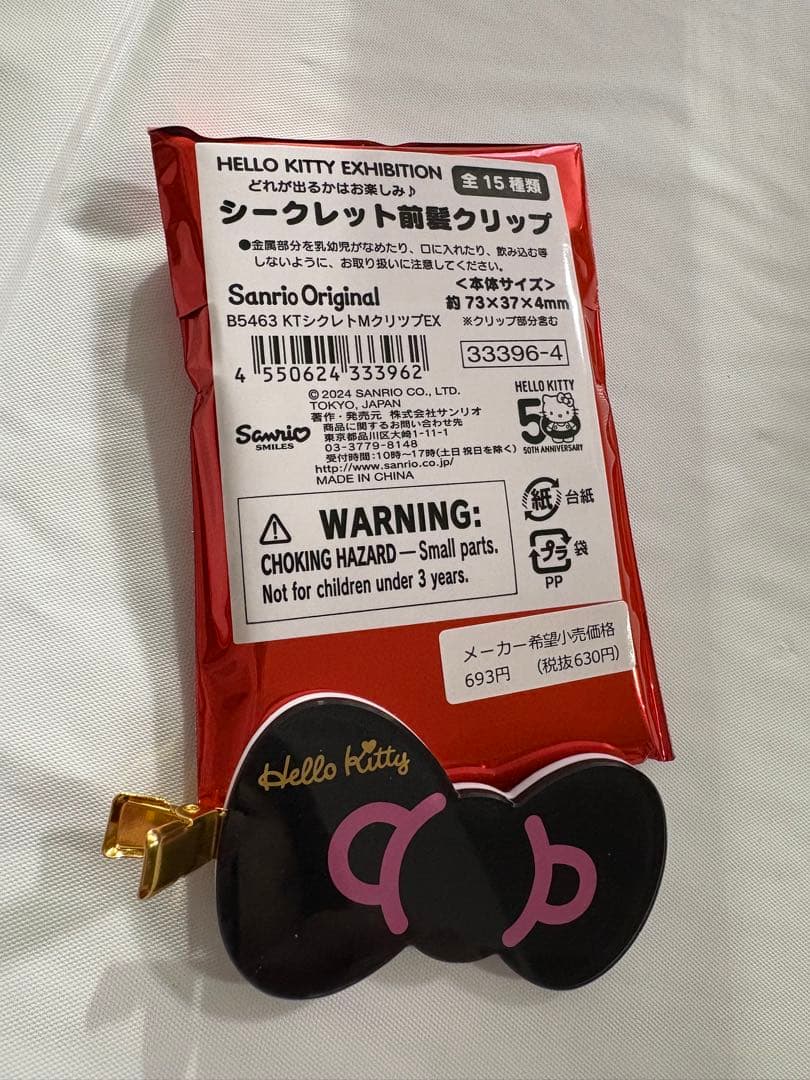 HELLO KITTY EXHIBITION
どれが出るかはお楽しみ♪
全15種類
シークレット前髪クリップ
●金属部分を乳幼児がなめたり、口に入れたり、飲み込む等
しないように、お取り扱いに注意してください。
Sanrio Original
B5463 KTシクレトMクリツプEX
＜本体サイズ＞
約 73×37×4mm
※クリップ部分含む
33396-4
4 550624 333962
© 2024 SANRIO CO., LTD.
TOKYO, JAPAN
著作・発売元 株式会社サンリオ
商品に関するお問い合わせ先
東京都品川区大崎1-11-1
03-3779-8148
受付時間:10時〜17時(土日祝日を除く)
http://www.sanrio.co.jp/
MADE IN CHINA
Sanrio
SMILES
HELLO KITTY
50
50TH ANNIVERSARY
紙 台紙
プラ 袋
PP
WARNING:
CHOKING HAZARD — Small parts.
Not for children under 3 years.
メーカー希望小売価格
693円 (税抜630円)
Hello Kitty